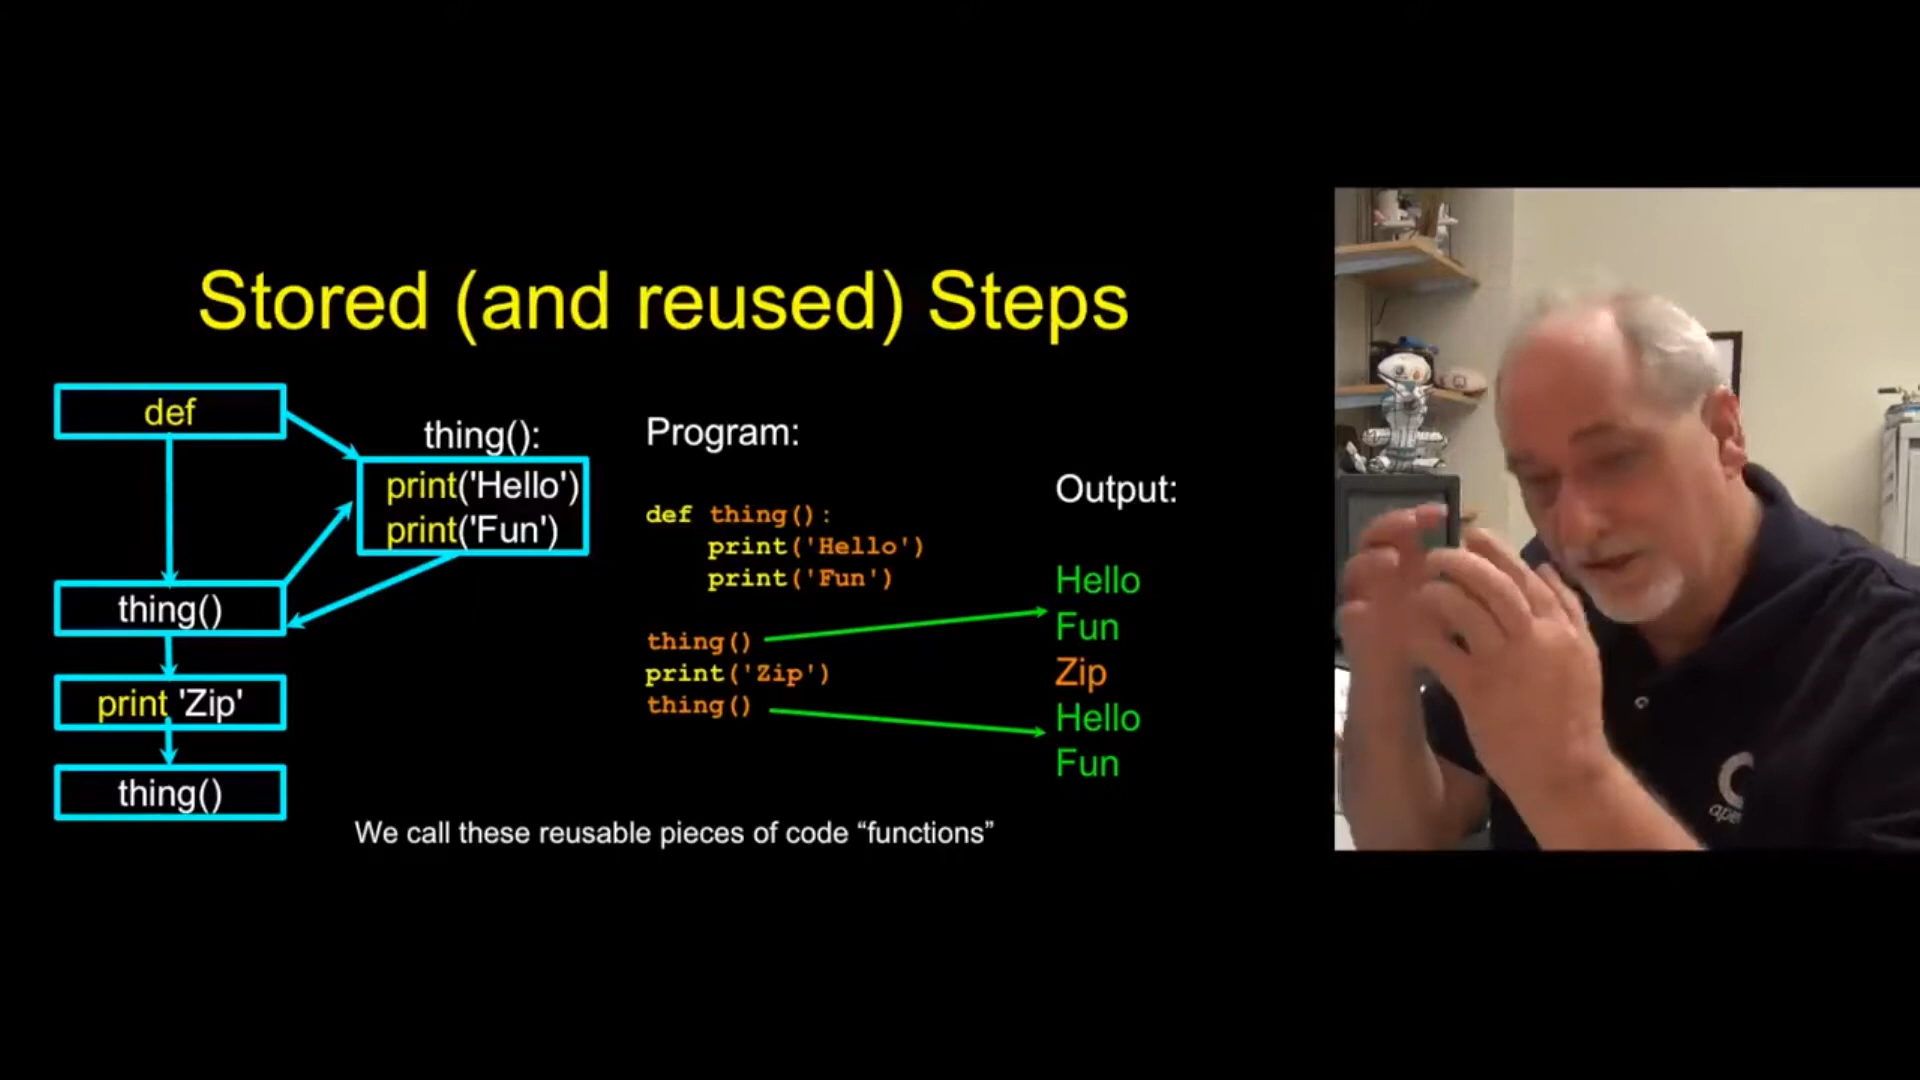 Stored (and reused) Steps
def
thing():
print('Hello')
print('Fun')
thing()
print 'Zip'
thing()
Program:
def thing():
    print('Hello')
    print('Fun')
thing()
print('Zip')
thing()
Output:
Hello
Fun
Zip
Hello
Fun
We call these reusable pieces of code “functions”